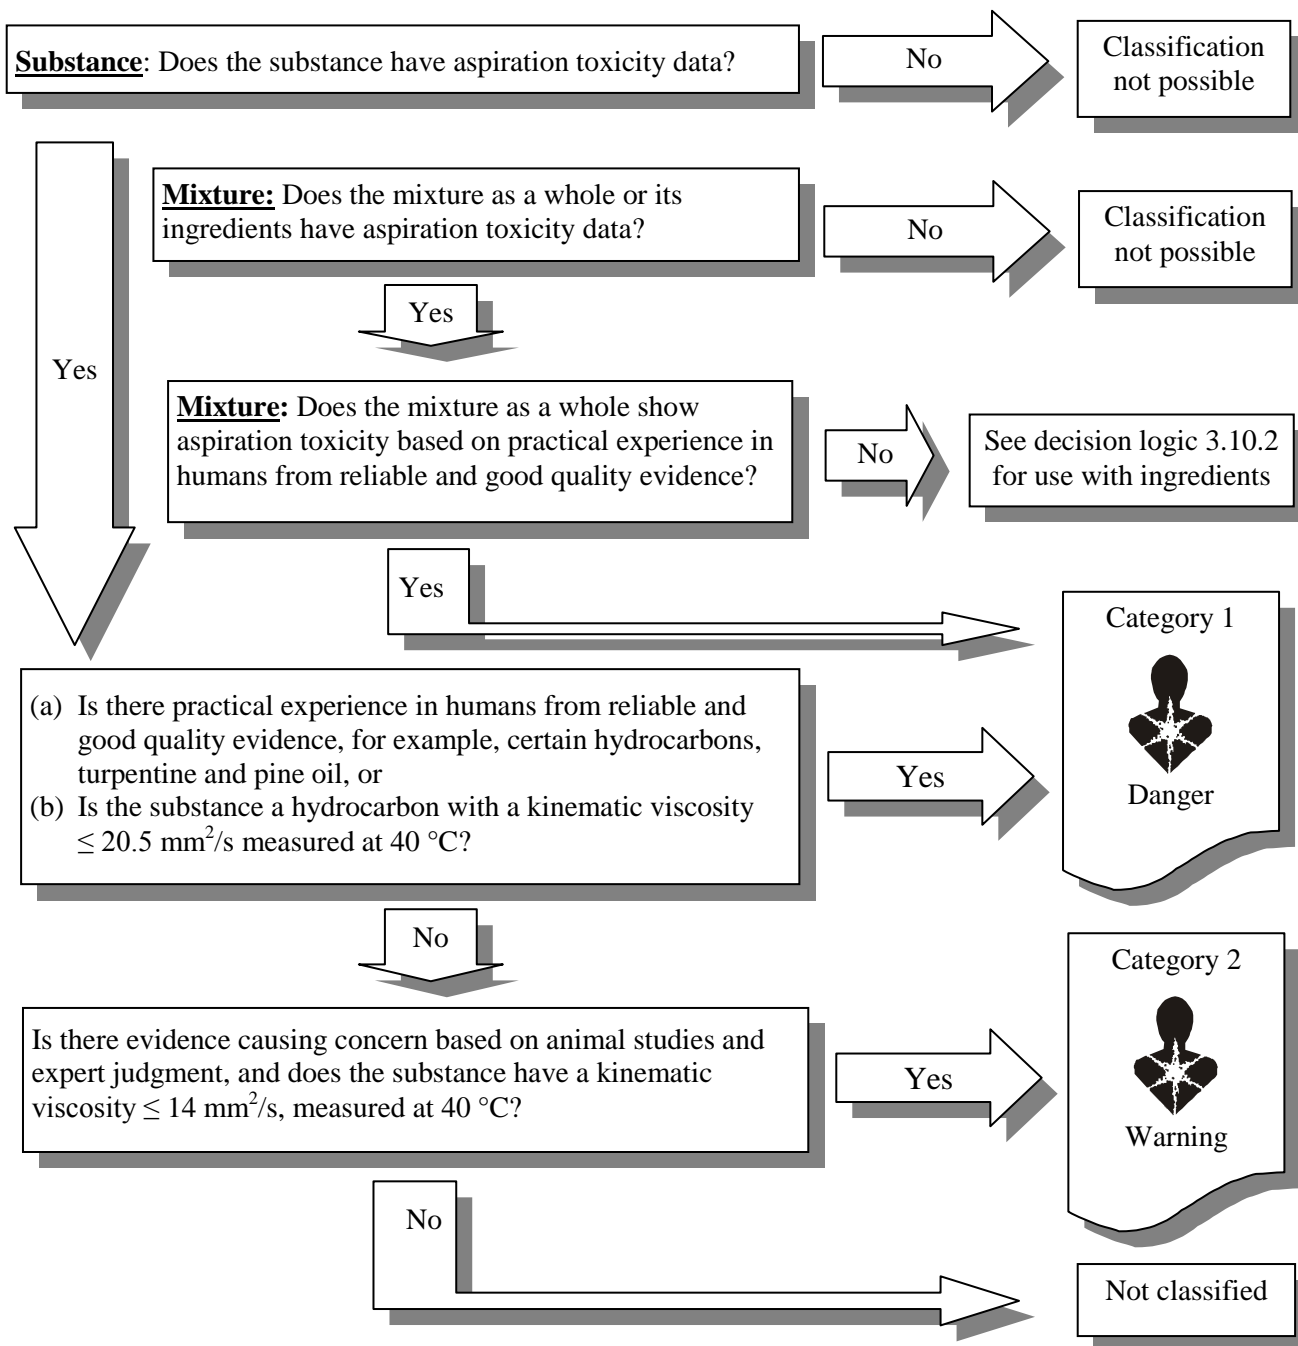 Substance: Does the substance have aspiration toxicity data?
No
Classification
not possible
Mixture: Does the mixture as a whole or its
ingredients have aspiration toxicity data?
No
Classification
not possible
Yes
Yes
Mixture: Does the mixture as a whole show
aspiration toxicity based on practical experience in
humans from reliable and good quality evidence?
No
See decision logic 3.10.2
for use with ingredients
Yes
Category 1
Danger
(a) Is there practical experience in humans from reliable and
good quality evidence, for example, certain hydrocarbons,
turpentine and pine oil, or
(b) Is the substance a hydrocarbon with a kinematic viscosity
≤ 20.5 mm²/s measured at 40 °C?
Yes
No
Category 2
Warning
Is there evidence causing concern based on animal studies and
expert judgment, and does the substance have a kinematic
viscosity ≤ 14 mm²/s, measured at 40 °C?
Yes
No
Not classified